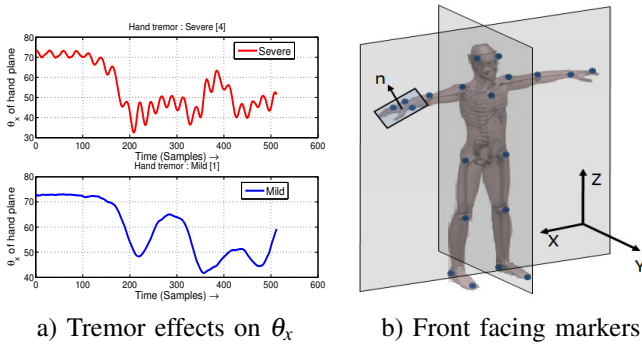 Hand tremor : Severe [4]
θx of hand plane
80
70
60
50
40
30
Severe
0 100 200 300 400 500 600
Time (Samples) →
Hand tremor : Mild [1]
θx of hand plane
80
70
60
50
40
Mild
0 100 200 300 400 500 600
Time (Samples) →
a) Tremor effects on θx
n
Z
X
Y
b) Front facing markers